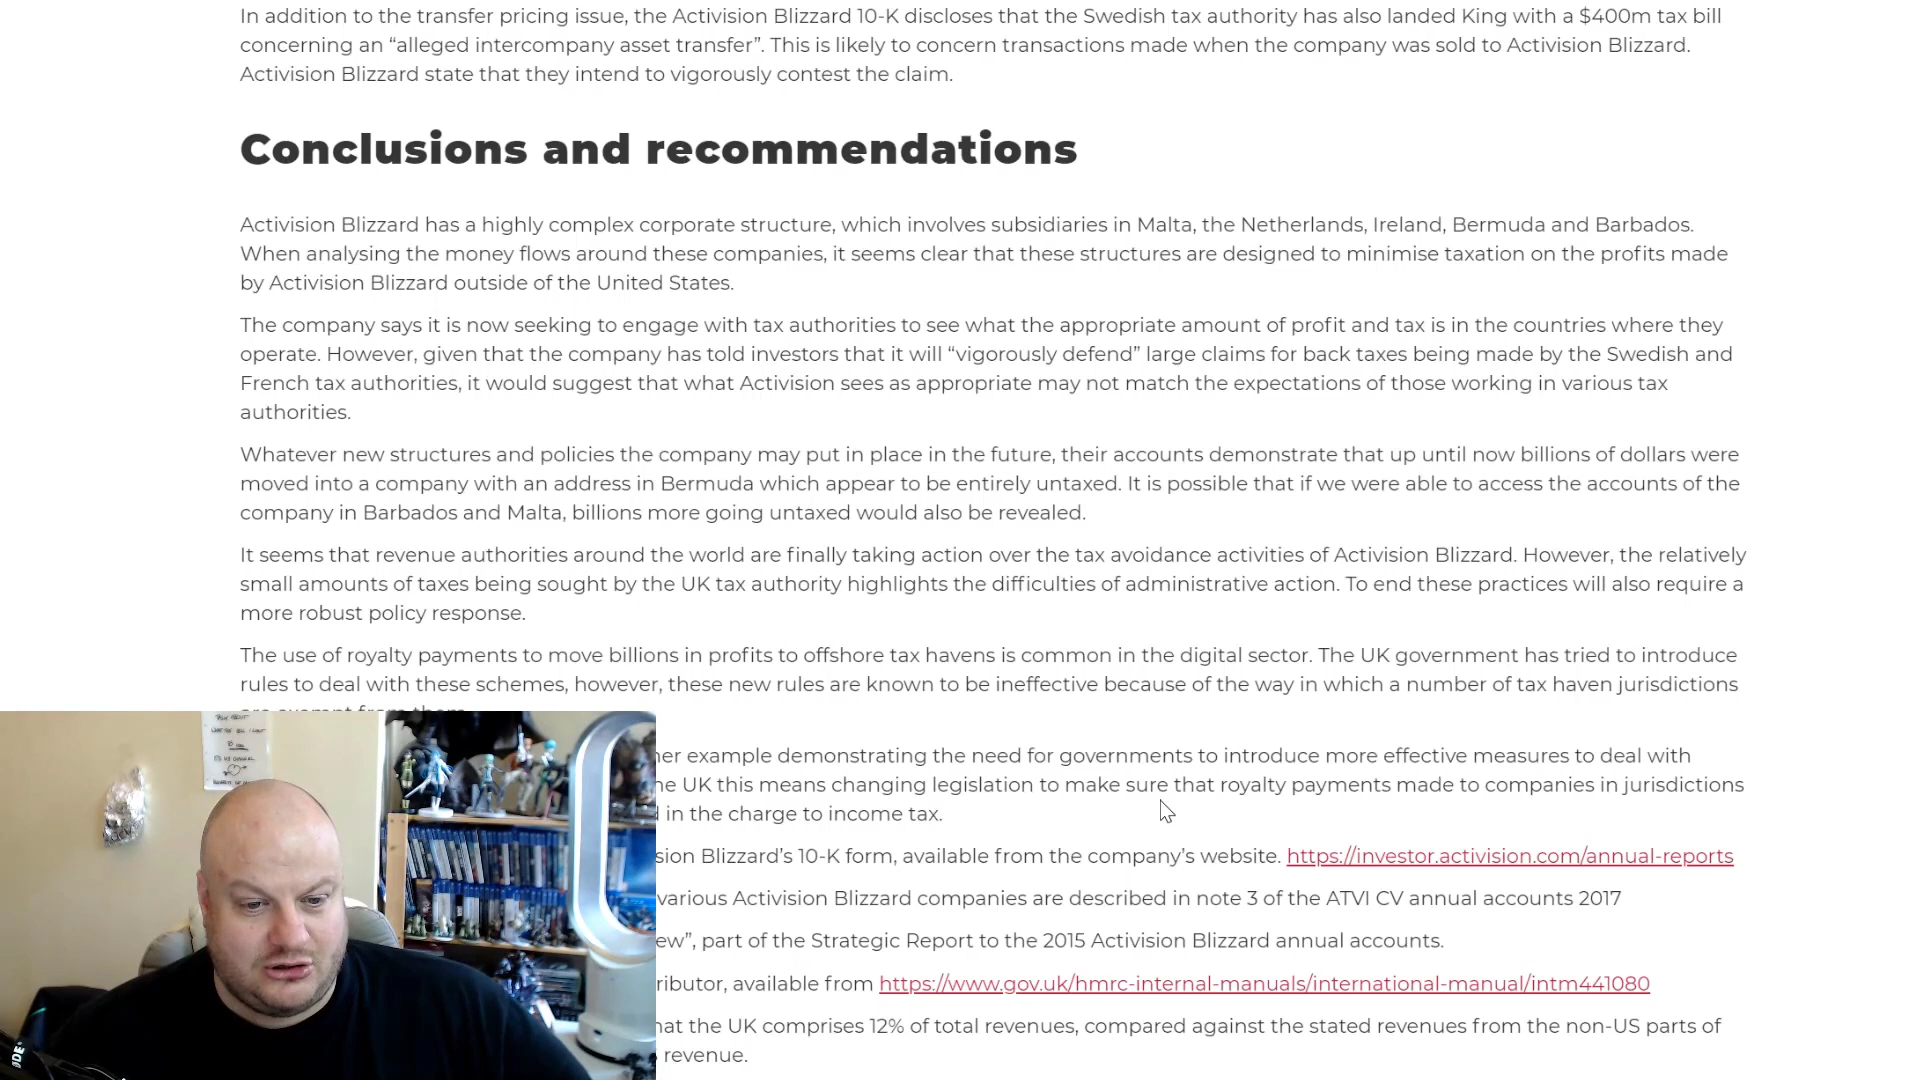 In addition to the transfer pricing issue, the Activision Blizzard 10-K discloses that the Swedish tax authority has also landed King with a $400m tax bill
concerning an “alleged intercompany asset transfer”. This is likely to concern transactions made when the company was sold to Activision Blizzard.
Activision Blizzard state that they intend to vigorously contest the claim.
Conclusions and recommendations
Activision Blizzard has a highly complex corporate structure, which involves subsidiaries in Malta, the Netherlands, Ireland, Bermuda and Barbados.
When analysing the money flows around these companies, it seems clear that these structures are designed to minimise taxation on the profits made
by Activision Blizzard outside of the United States.
The company says it is now seeking to engage with tax authorities to see what the appropriate amount of profit and tax is in the countries where they
operate. However, given that the company has told investors that it will “vigorously defend” large claims for back taxes being made by the Swedish and
French tax authorities, it would suggest that what Activision sees as appropriate may not match the expectations of those working in various tax
authorities.
Whatever new structures and policies the company may put in place in the future, their accounts demonstrate that up until now billions of dollars were
moved into a company with an address in Bermuda which appear to be entirely untaxed. It is possible that if we were able to access the accounts of the
company in Barbados and Malta, billions more going untaxed would also be revealed.
It seems that revenue authorities around the world are finally taking action over the tax avoidance activities of Activision Blizzard. However, the relatively
small amounts of taxes being sought by the UK tax authority highlights the difficulties of administrative action. To end these practices will also require a
more robust policy response.
The use of royalty payments to move billions in profits to offshore tax havens is common in the digital sector. The UK government has tried to introduce
rules to deal with these schemes, however, these new rules are known to be ineffective because of the way in which a number of tax haven jurisdictions
example demonstrating the need for governments to introduce more effective measures to deal with
UK this means changing legislation to make sure that royalty payments made to companies in jurisdictions
in the charge to income tax.
Blizzard’s 10-K form, available from the company’s website. https://investor.activision.com/annual-reports
various Activision Blizzard companies are described in note 3 of the ATVI CV annual accounts 2017
part of the Strategic Report to the 2015 Activision Blizzard annual accounts.
available from https://www.gov.uk/hmrc-internal-manuals/international-manual/intm441080
the UK comprises 12% of total revenues, compared against the stated revenues from the non-US parts of
revenue.